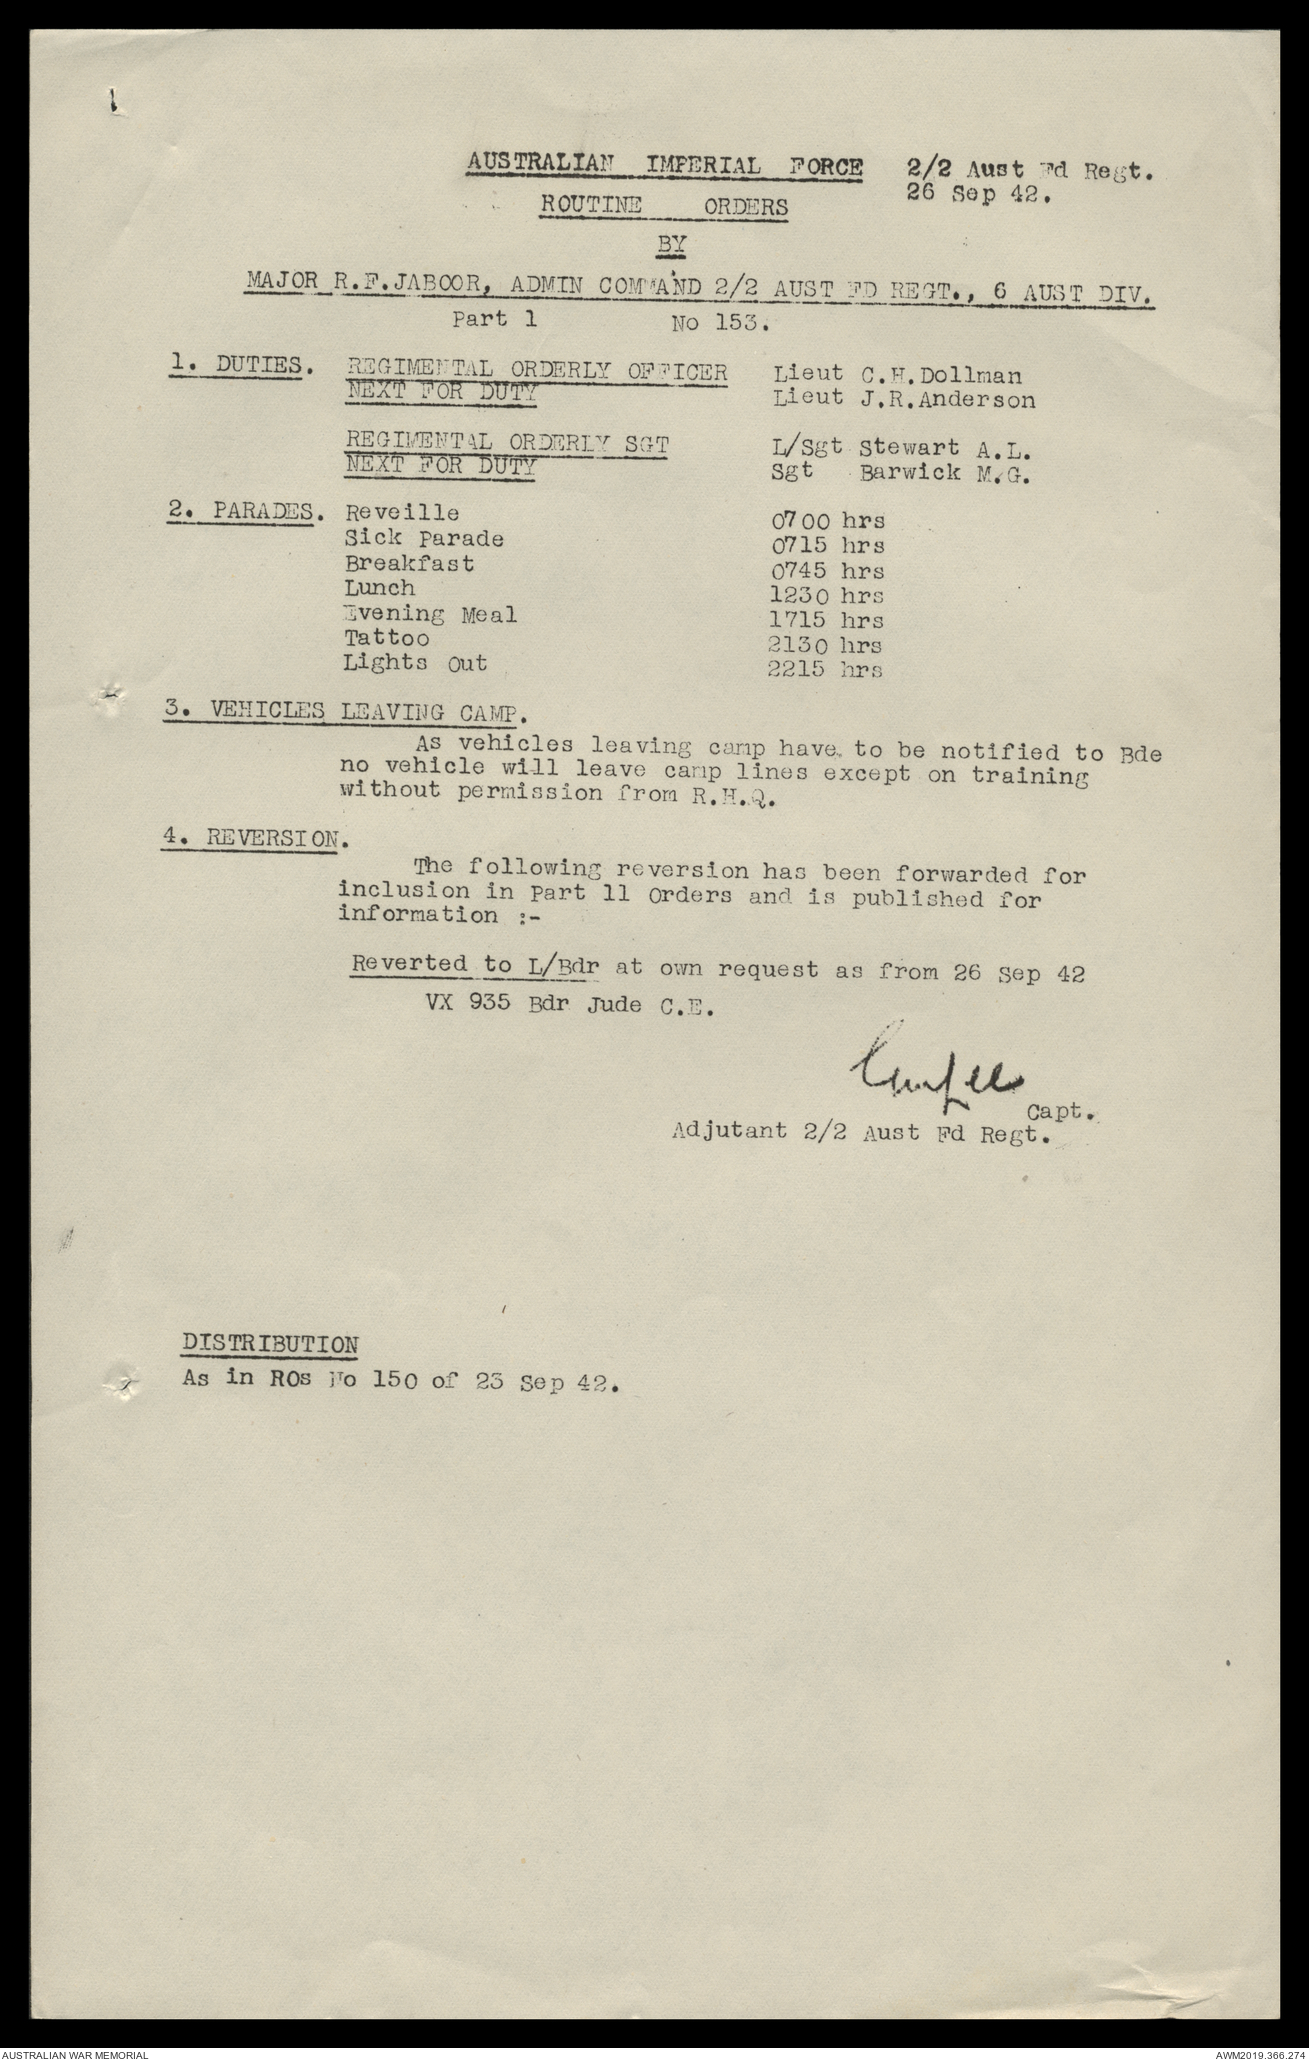 AUSTRALIAN IMPERIAL FORCE 2/2 Aust Fd Regt.
26 Sep 42.
ROUTINE ORDERS
BY
MAJOR R.F.JABOOR, ADMIN COMMAND 2/2 AUST FD REGT., 6 AUST DIV.
Part 1 No 153.
1. DUTIES. REGIMENTAL ORDERLY OFFICER Lieut C.H.Dollman
NEXT FOR DUTY Lieut J.R.Anderson
REGIMENTAL ORDERLY SGT L/Sgt Stewart A.L.
NEXT FOR DUTY Sgt Barwick M.G.
2. PARADES. Reveille 0700 hrs
Sick Parade 0715 hrs
Breakfast 0745 hrs
Lunch 1230 hrs
Evening Meal 1715 hrs
Tattoo 2130 hrs
Lights Out 2215 hrs
3. VEHICLES LEAVING CAMP.
As vehicles leaving camp have to be notified to Bde
no vehicle will leave camp lines except on training
without permission from R.H.Q.
4. REVERSION.
The following reversion has been forwarded for
inclusion in Part 11 Orders and is published for
information :-
Reverted to L/Bdr at own request as from 26 Sep 42
VX 935 Bdr Jude C.E.
Capt.
Adjutant 2/2 Aust Fd Regt.
DISTRIBUTION
As in ROs No 150 of 23 Sep 42.
AUSTRALIAN WAR MEMORIAL AWM2019.366.274